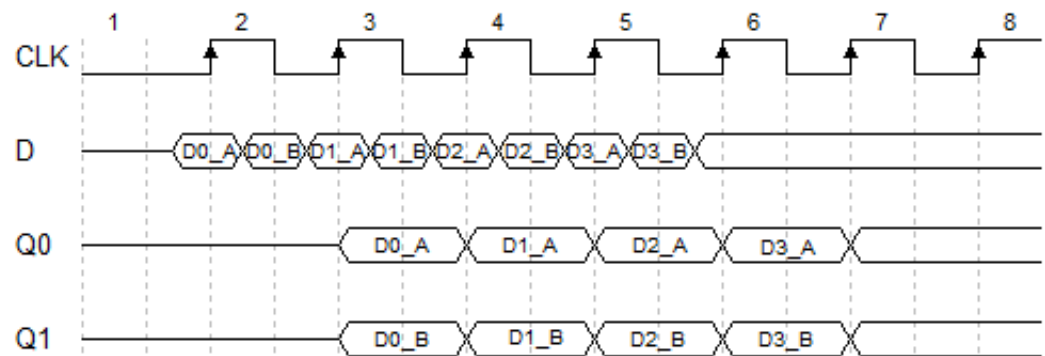 1 2 3 4 5 6 7 8
CLK
D D0_A D0_B D1_A D1_B D2_A D2_B D3_A D3_B
Q0 D0_A D1_A D2_A D3_A
Q1 D0_B D1_B D2_B D3_B